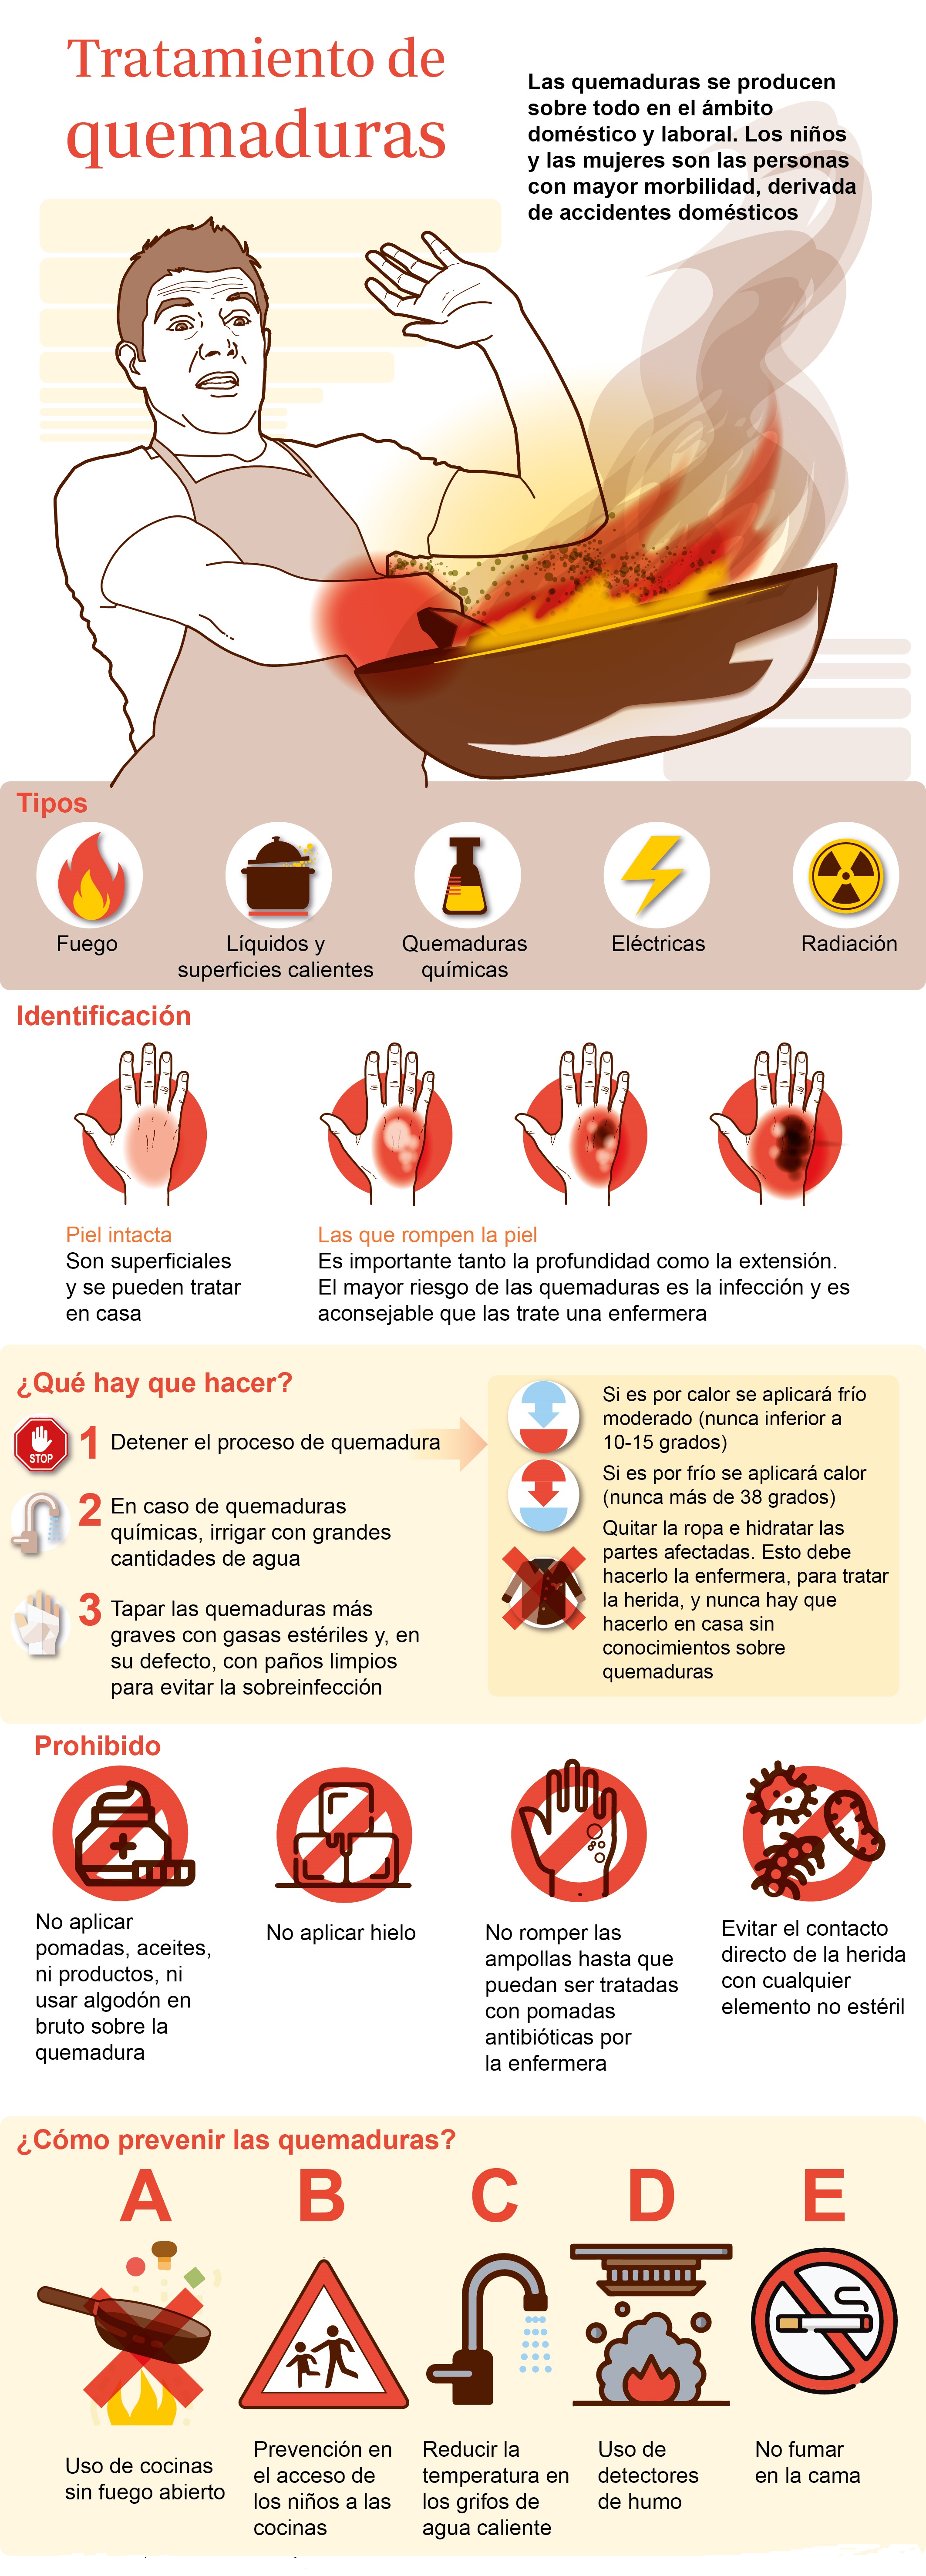 Tratamiento de
quemaduras
Las quemaduras se producen
sobre todo en el ámbito
doméstico y laboral. Los niños
y las mujeres son las personas
con mayor morbilidad, derivada
de accidentes domésticos
Tipos
Fuego
Líquidos y
superficies calientes
Quemaduras
químicas
Eléctricas
Radiación
Identificación
Piel intacta
Son superficiales
y se pueden tratar
en casa
Las que rompen la piel
Es importante tanto la profundidad como la extensión.
El mayor riesgo de las quemaduras es la infección y es
aconsejable que las trate una enfermera
¿Qué hay que hacer?
STOP
1 Detener el proceso de quemadura
2 En caso de quemaduras
químicas, irrigar con grandes
cantidades de agua
3 Tapar las quemaduras más
graves con gasas estériles y, en
su defecto, con paños limpios
para evitar la sobreinfección
Si es por calor se aplicará frío
moderado (nunca inferior a
10-15 grados)
Si es por frío se aplicará calor
(nunca más de 38 grados)
Quitar la ropa e hidratar las
partes afectadas. Esto debe
hacerlo la enfermera, para tratar
la herida, y nunca hay que
hacerlo en casa sin
conocimientos sobre
quemaduras
Prohibido
No aplicar
pomadas, aceites,
ni productos, ni
usar algodón en
bruto sobre la
quemadura
No aplicar hielo
No romper las
ampollas hasta que
puedan ser tratadas
con pomadas
antibióticas por
la enfermera
Evitar el contacto
directo de la herida
con cualquier
elemento no estéril
¿Cómo prevenir las quemaduras?
A
Uso de cocinas
sin fuego abierto
B
Prevención en
el acceso de
los niños a las
cocinas
C
Reducir la
temperatura en
los grifos de
agua caliente
D
Uso de
detectores
de humo
E
No fumar
en la cama